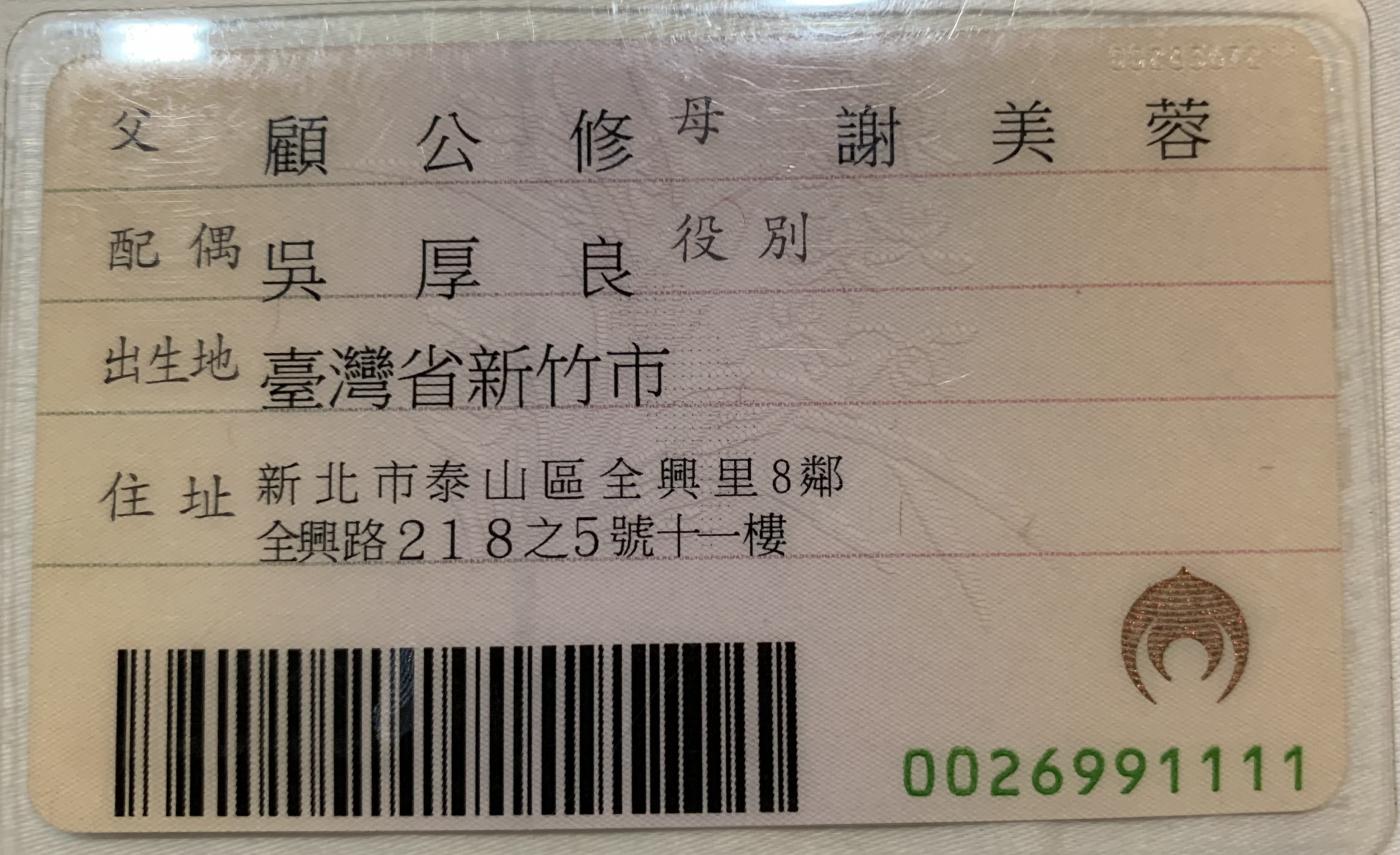 父 顧公修 母 謝美蓉
配偶 吳厚良 役別
出生地 臺灣省新竹市
住址 新北市泰山區全興里8鄰
全興路218之5號十一樓
0026991111